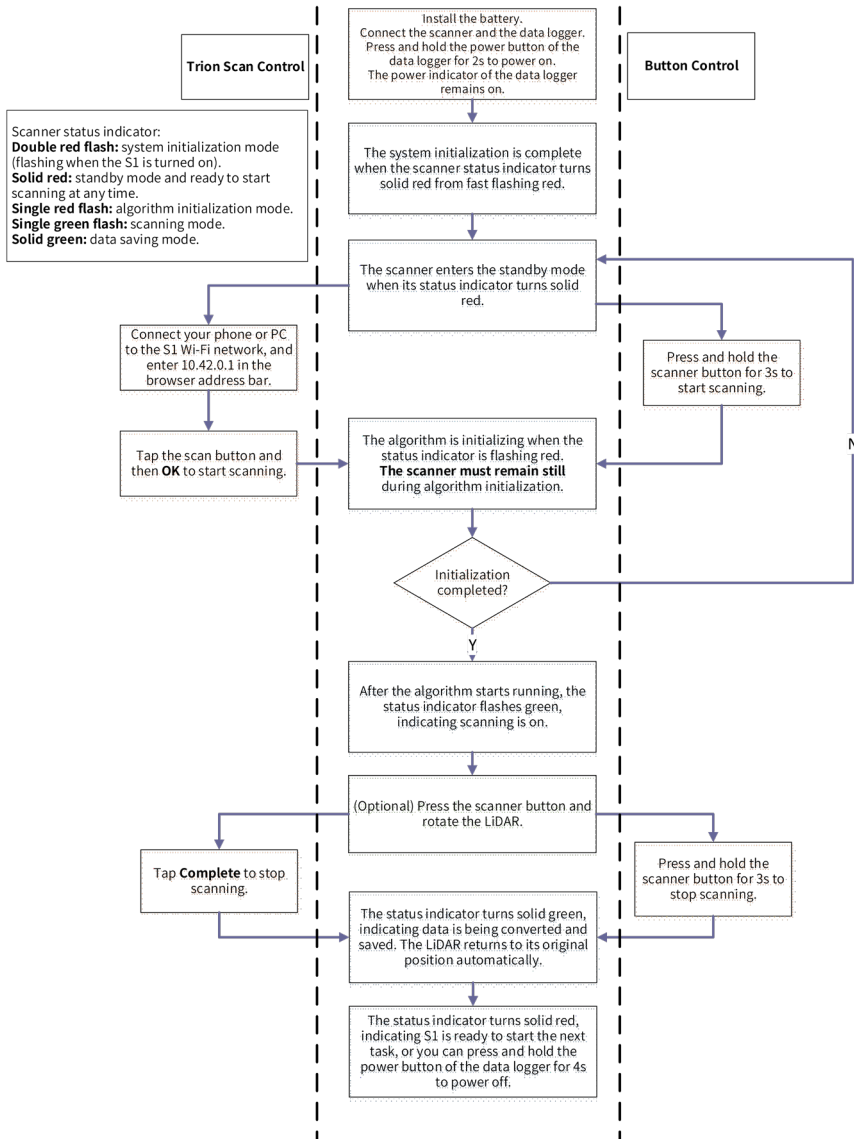 Install the battery.
Connect the scanner and the data logger.
Press and hold the power button of the
data logger for 2s to power on.
The power indicator of the data logger
remains on.
Trion Scan Control
Button Control
Scanner status indicator:
Double red flash: system initialization mode
(flashing when the S1 is turned on).
Solid red: standby mode and ready to start
scanning at any time.
Single red flash: algorithm initialization mode.
Single green flash: scanning mode.
Solid green: data saving mode.
The system initialization is complete
when the scanner status indicator turns
solid red from fast flashing red.
The scanner enters the standby mode
when its status indicator turns solid
red.
Connect your phone or PC
to the S1 Wi-Fi network, and
enter 10.42.0.1 in the
browser address bar.
Press and hold the
scanner button for 3s to
start scanning.
Tap the scan button and
then OK to start scanning.
The algorithm is initializing when the
status indicator is flashing red.
The scanner must remain still
during algorithm initialization.
Initialization
completed?
Y
After the algorithm starts running, the
status indicator flashes green,
indicating scanning is on.
(Optional) Press the scanner button and
rotate the LiDAR.
Tap Complete to stop
scanning.
Press and hold the
scanner button for 3s to
stop scanning.
The status indicator turns solid green,
indicating data is being converted and
saved. The LiDAR returns to its original
position automatically.
The status indicator turns solid red,
indicating S1 is ready to start the next
task, or you can press and hold the
power button of the data logger for 4s
to power off.